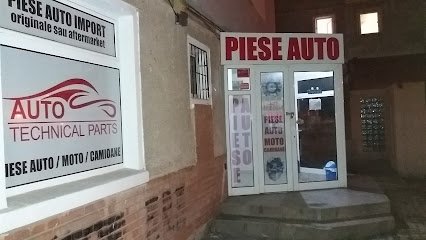 PIESE AUTO IMPORT
originale sau aftermarket
AUTO
TECHNICAL PARTS
PIESE AUTO / MOTO / CAMIOANE
PIESE AUTO
PIESE
AUTO
PIESE
AUTO
MOTO
CAMIOANE